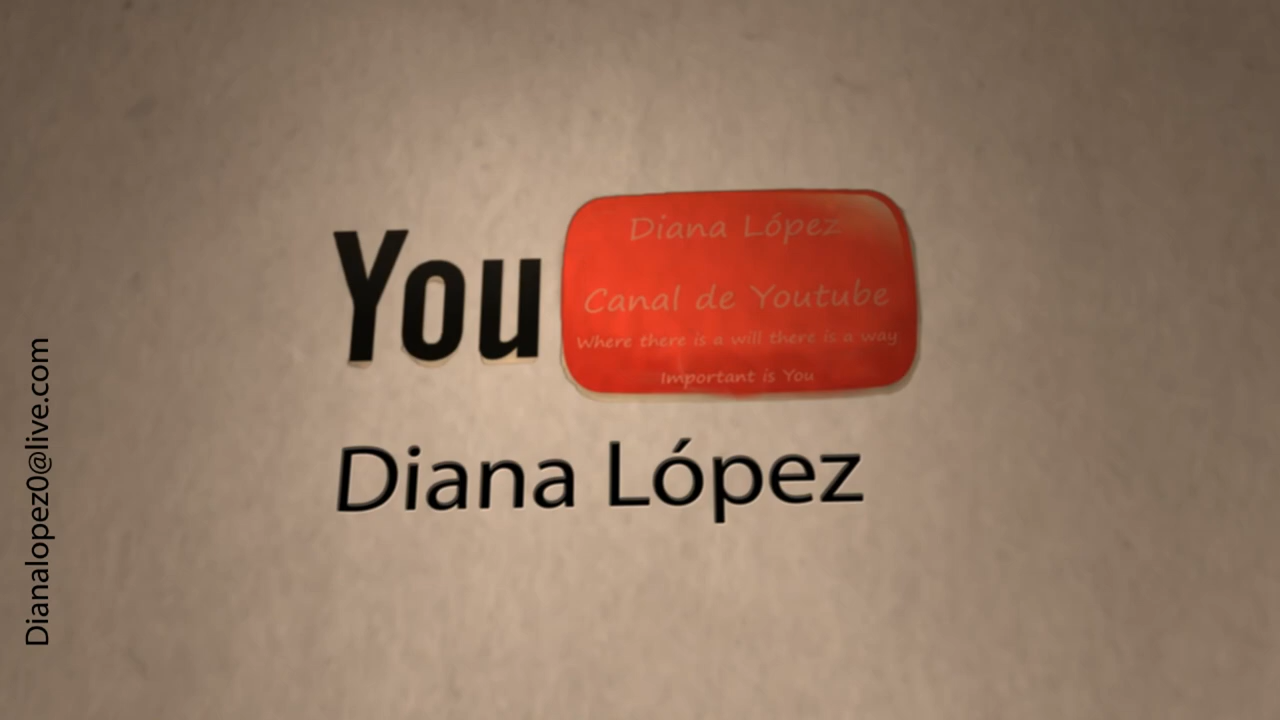 You
Diana López
Canal de Youtube
Where there is a will there is a way
Important is You
Diana López
Dianalopez0@live.com